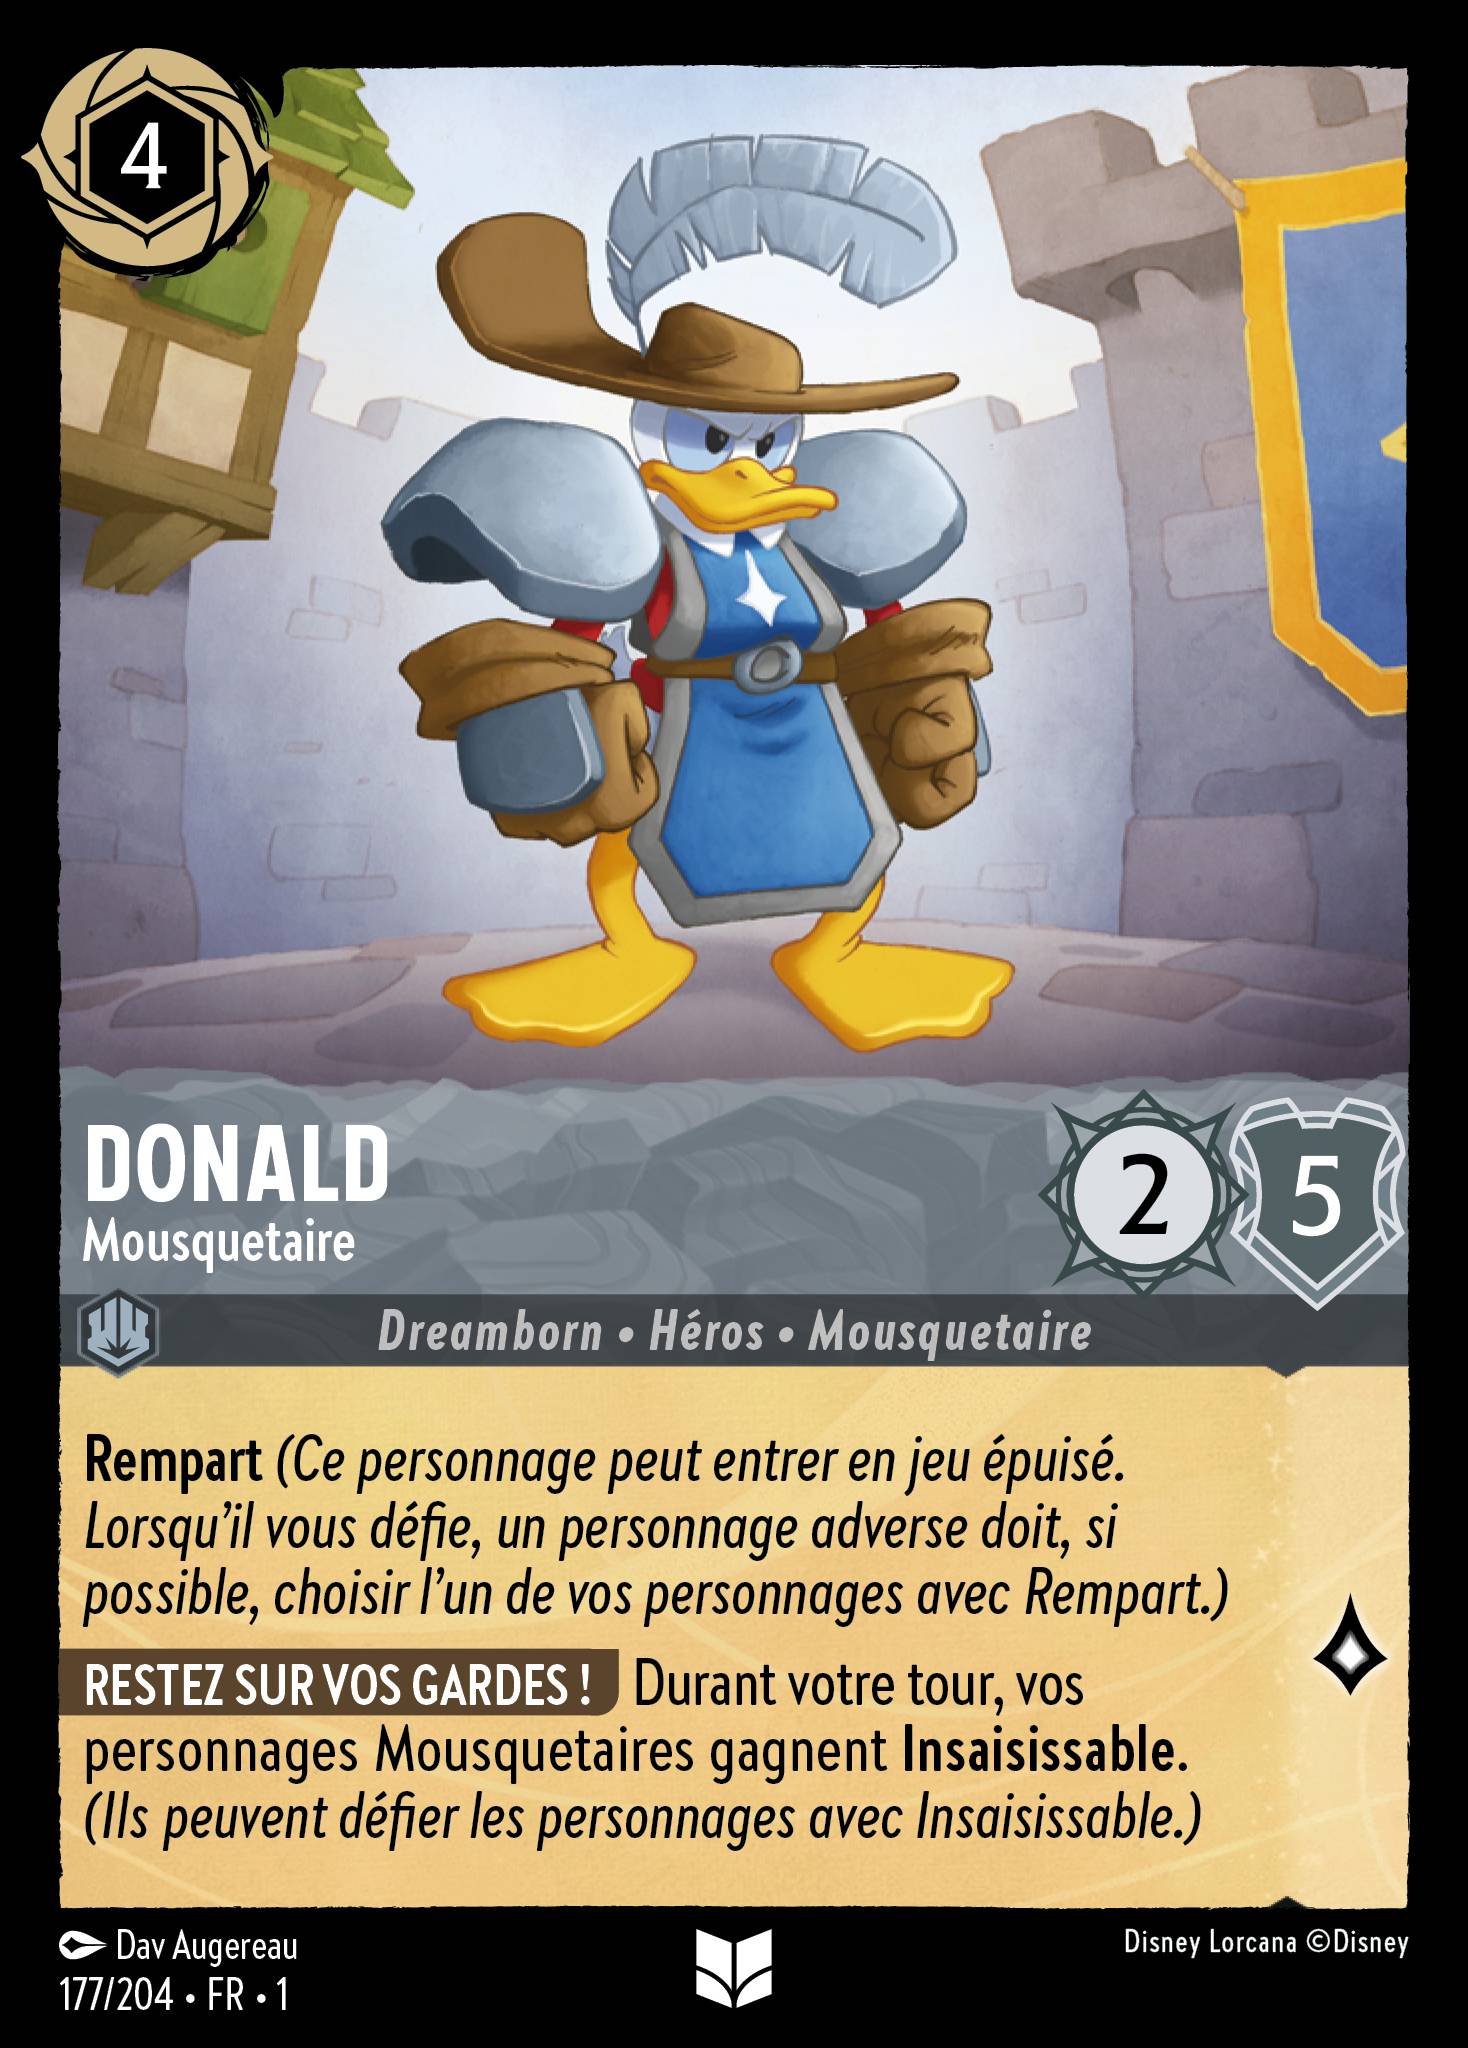 4
DONALD
Mousquetaire
2
5
Dreamborn • Héros • Mousquetaire
Rempart (Ce personnage peut entrer en jeu épuisé.
Lorsqu’il vous défie, un personnage adverse doit, si
possible, choisir l’un de vos personnages avec Rempart.)
RESTEZ SUR VOS GARDES ! Durant votre tour, vos
personnages Mousquetaires gagnent Insaisissable.
(Ils peuvent défier les personnages avec Insaisissable.)
Dav Augereau
Disney Lorcana ©Disney
177/204 • FR • 1